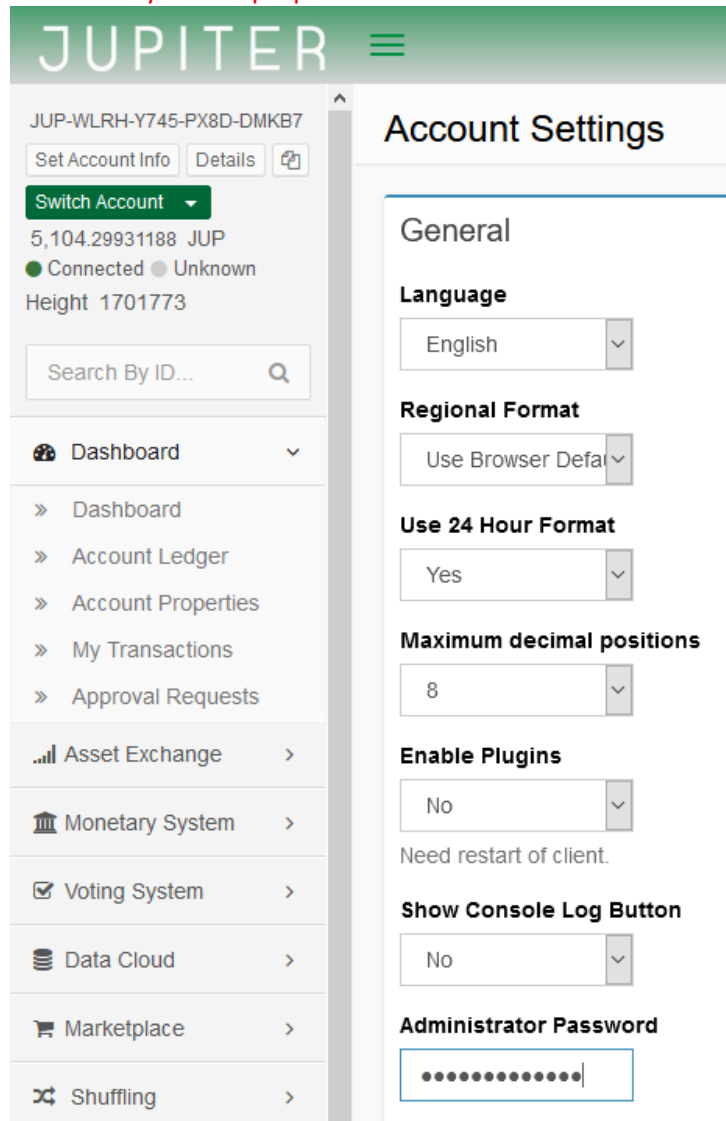 JUPITER
JUP-WLRH-Y745-PX8D-DMKB7
Set Account Info Details
Switch Account
5,104.29931188 JUP
Connected Unknown
Height 1701773
Search By ID...
Dashboard
» Dashboard
» Account Ledger
» Account Properties
» My Transactions
» Approval Requests
Asset Exchange
Monetary System
Voting System
Data Cloud
Marketplace
Shuffling
Account Settings
General
Language
English
Regional Format
Use Browser Defau
Use 24 Hour Format
Yes
Maximum decimal positions
8
Enable Plugins
No
Need restart of client.
Show Console Log Button
No
Administrator Password
●●●●●●●●●●●●●